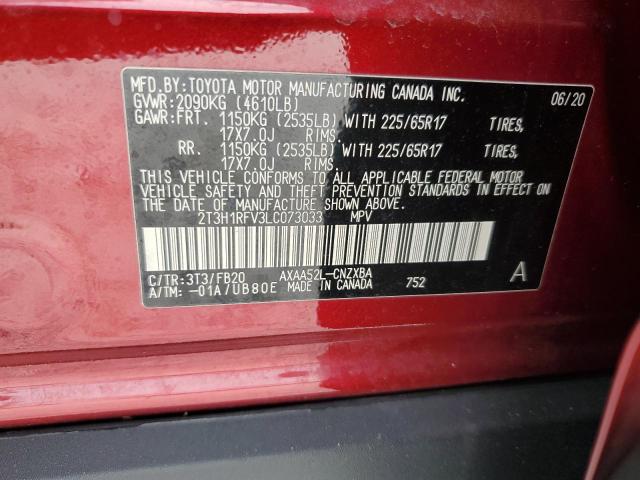 MFD.BY:TOYOTA MOTOR MANUFACTURING CANADA INC. 06/20
GVWR:2090KG (4610LB)
GAWR:FRT. 1150KG (2535LB) WITH 225/65R17 TIRES,
17X7.0J RIMS.
RR. 1150KG (2535LB) WITH 225/65R17 TIRES,
17X7.0J RIMS.
THIS VEHICLE CONFORMS TO ALL APPLICABLE FEDERAL MOTOR
VEHICLE SAFETY AND THEFT PREVENTION STANDARDS IN EFFECT ON
THE DATE OF MANUFACTURE SHOWN ABOVE.
2T3H1RFV3LC073033 MPV
C/TR:3T3/FB20 AXAA52L-CNZXBA A
A/TM: -01A/UB80E MADE IN CANADA 752